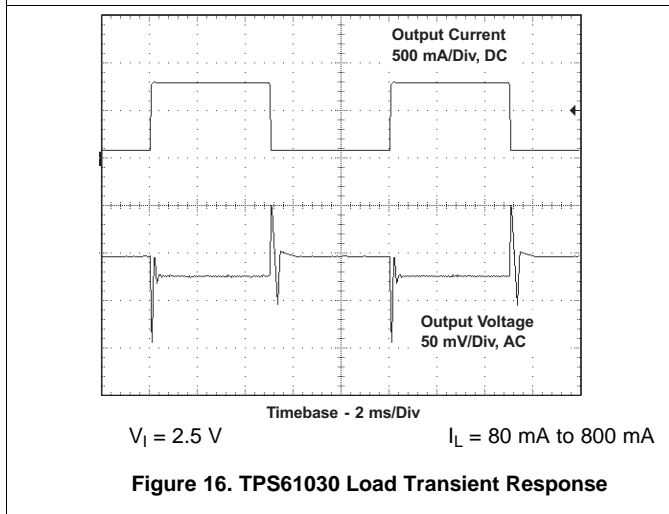 Output Current
500 mA/Div, DC
Output Voltage
50 mV/Div, AC
Timebase - 2 ms/Div
V_I = 2.5 V
I_L = 80 mA to 800 mA
Figure 16. TPS61030 Load Transient Response